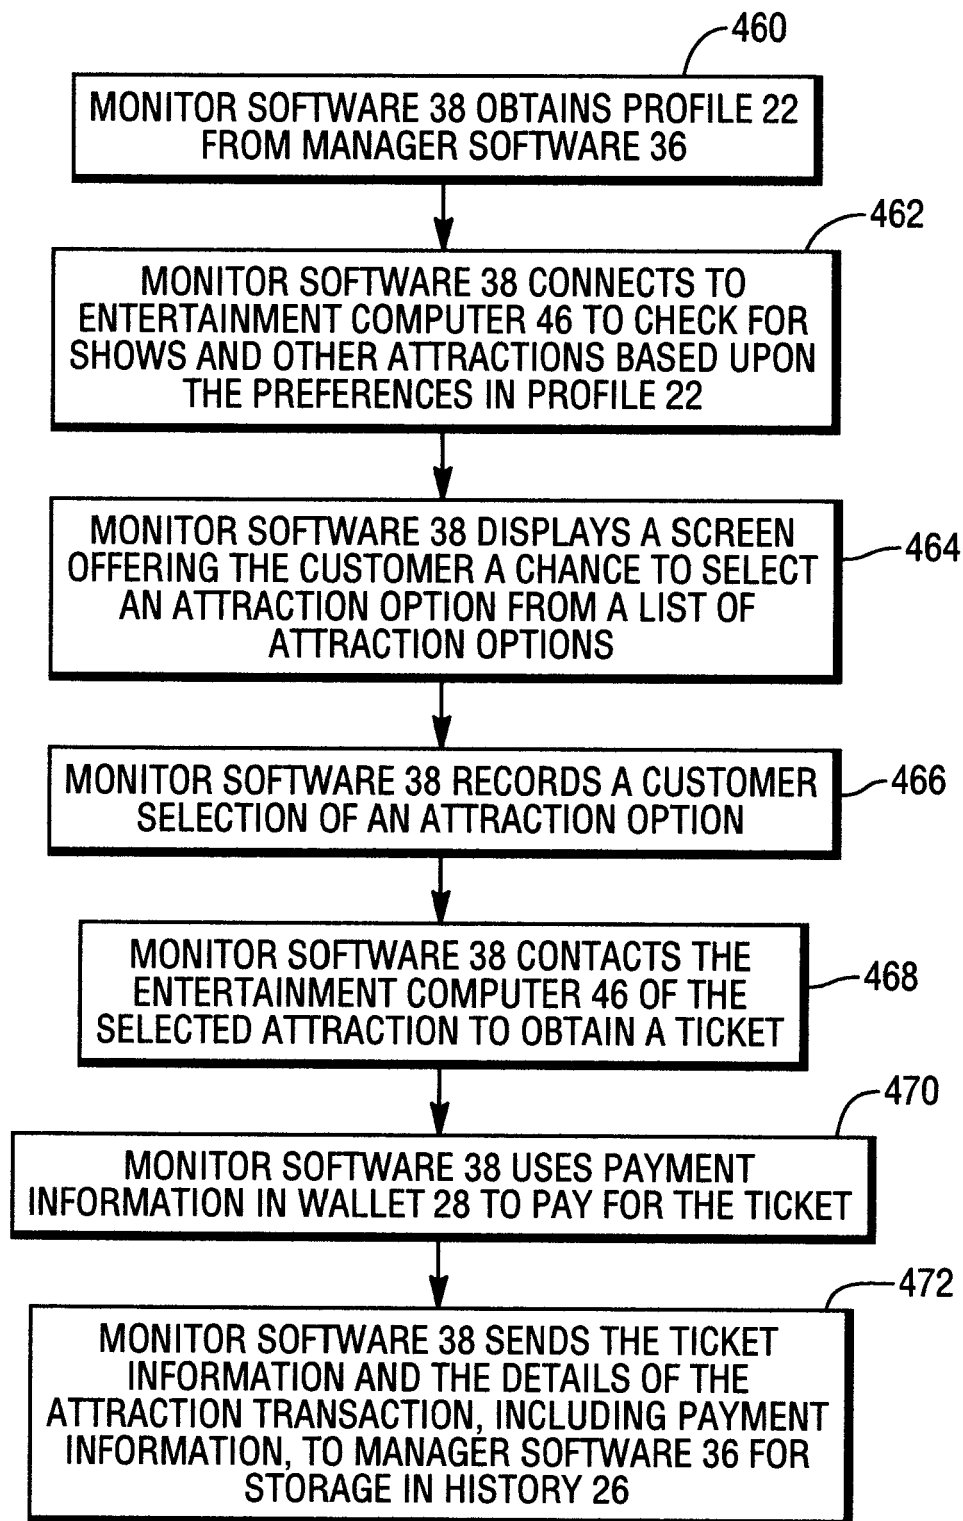 460
MONITOR SOFTWARE 38 OBTAINS PROFILE 22
FROM MANAGER SOFTWARE 36
462
MONITOR SOFTWARE 38 CONNECTS TO
ENTERTAINMENT COMPUTER 46 TO CHECK FOR
SHOWS AND OTHER ATTRACTIONS BASED UPON
THE PREFERENCES IN PROFILE 22
464
MONITOR SOFTWARE 38 DISPLAYS A SCREEN
OFFERING THE CUSTOMER A CHANCE TO SELECT
AN ATTRACTION OPTION FROM A LIST OF
ATTRACTION OPTIONS
466
MONITOR SOFTWARE 38 RECORDS A CUSTOMER
SELECTION OF AN ATTRACTION OPTION
468
MONITOR SOFTWARE 38 CONTACTS THE
ENTERTAINMENT COMPUTER 46 OF THE
SELECTED ATTRACTION TO OBTAIN A TICKET
470
MONITOR SOFTWARE 38 USES PAYMENT
INFORMATION IN WALLET 28 TO PAY FOR THE TICKET
472
MONITOR SOFTWARE 38 SENDS THE TICKET
INFORMATION AND THE DETAILS OF THE
ATTRACTION TRANSACTION, INCLUDING PAYMENT
INFORMATION, TO MANAGER SOFTWARE 36 FOR
STORAGE IN HISTORY 26